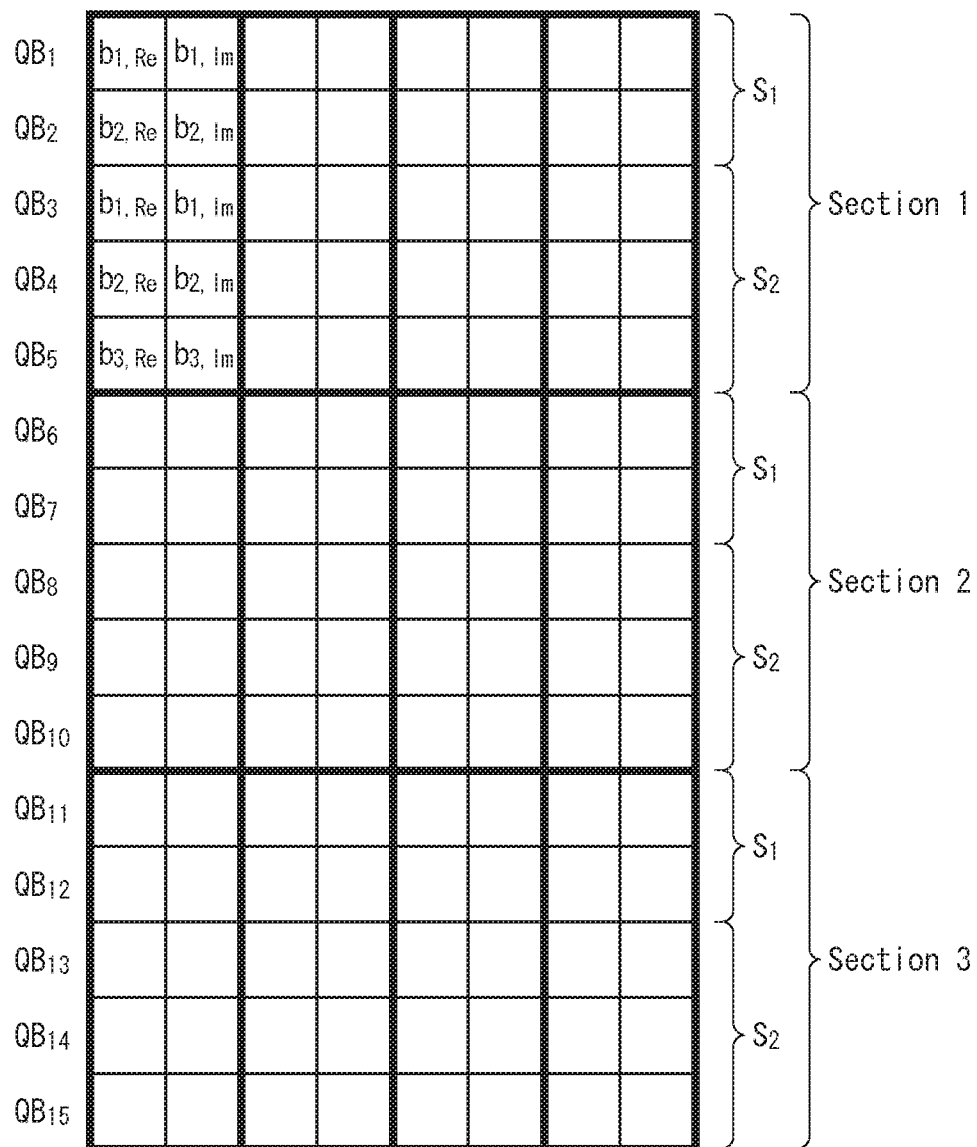 QB1 b1, Re b1, Im S1
QB2 b2, Re b2, Im
QB3 b1, Re b1, Im Section 1
QB4 b2, Re b2, Im S2
QB5 b3, Re b3, Im
QB6 S1
QB7
QB8 Section 2
QB9 S2
QB10
QB11 S1
QB12
QB13 Section 3
QB14 S2
QB15